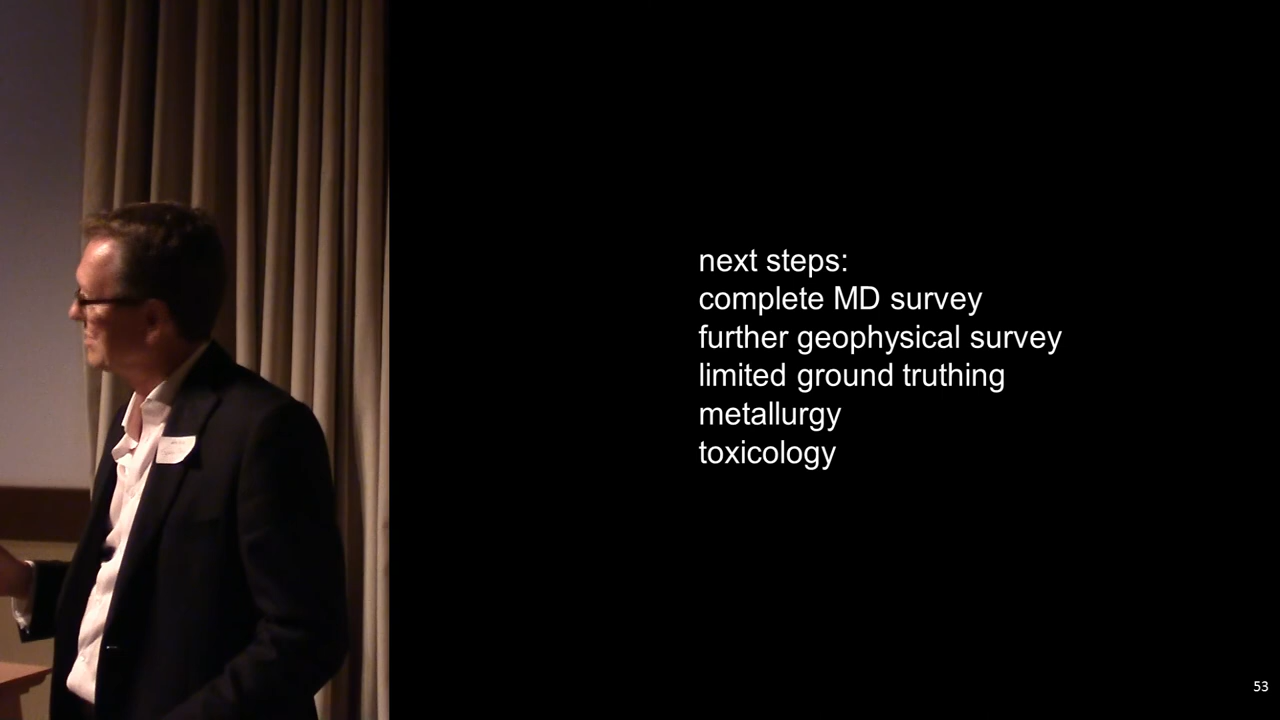 next steps:
complete MD survey
further geophysical survey
limited ground truthing
metallurgy
toxicology
53